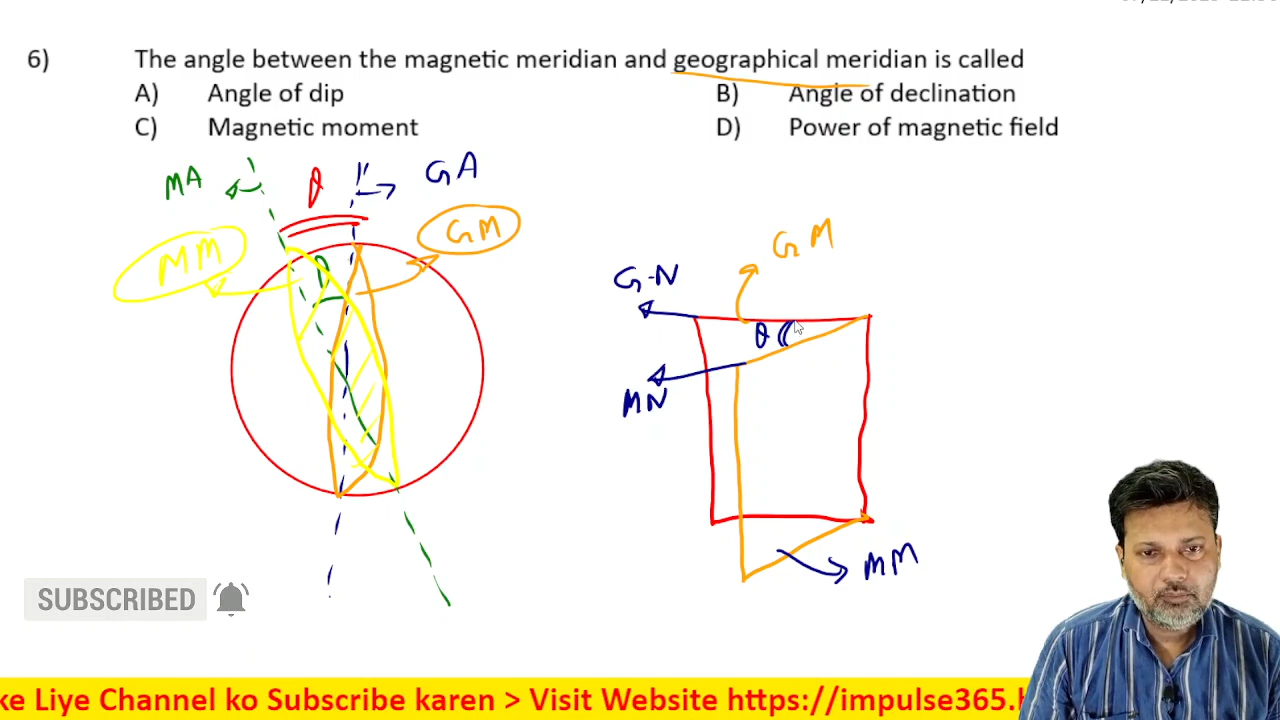 6) The angle between the magnetic meridian and geographical meridian is called
A) Angle of dip B) Angle of declination
C) Magnetic moment D) Power of magnetic field
MA θ GA
MM GM
θ
GM
G-N
θ
MN
MM
SUBSCRIBED
ke Liye Channel ko Subscribe karen > Visit Website https://impulse365.